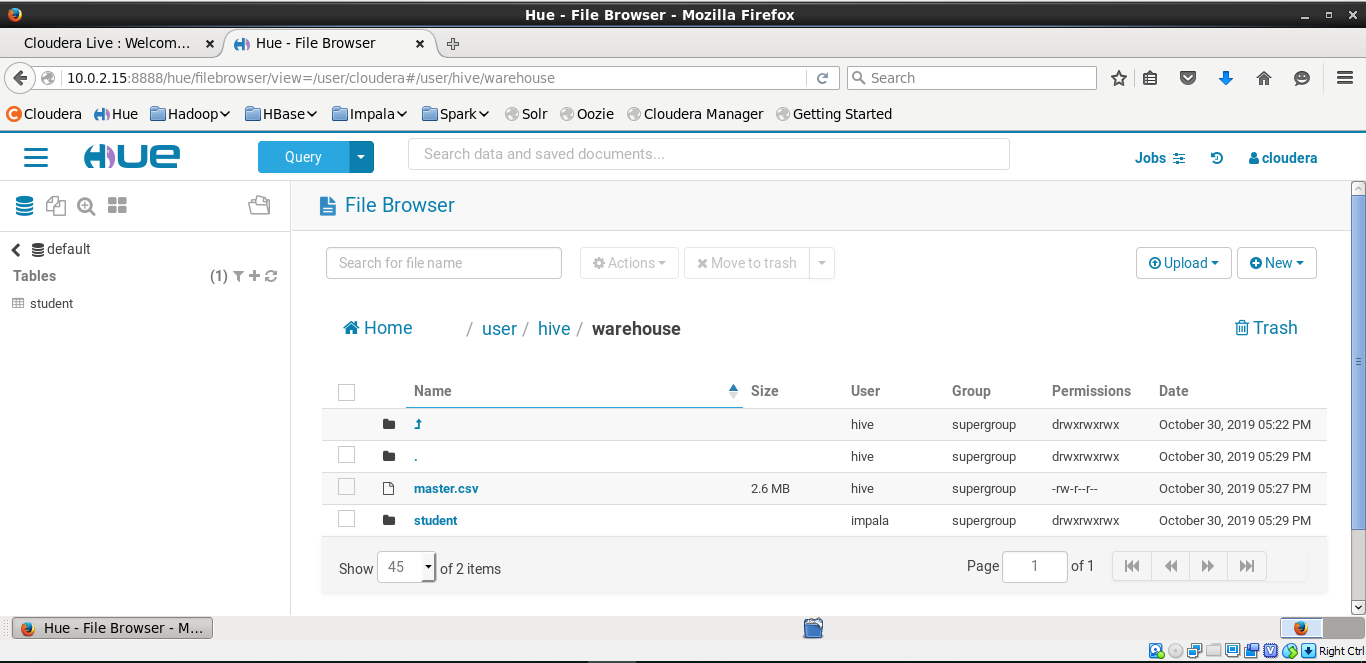 Hue - File Browser - Mozilla Firefox
Cloudera Live : Welcom... Hue - File Browser
10.0.2.15:8888/hue/filebrowser/view=/user/cloudera#/user/hive/warehouse Search
Cloudera Hue Hadoop HBase Impala Spark Solr Oozie Cloudera Manager Getting Started
HUE Query Search data and saved documents... Jobs cloudera
File Browser
default
Tables (1)
student
Search for file name Actions Move to trash Upload New
Home / user / hive / warehouse Trash
Name Size User Group Permissions Date
hive supergroup drwxrwxrwx October 30, 2019 05:22 PM
. hive supergroup drwxrwxrwx October 30, 2019 05:29 PM
master.csv 2.6 MB hive supergroup -rw-r--r-- October 30, 2019 05:27 PM
student impala supergroup drwxrwxrwx October 30, 2019 05:29 PM
Show 45 of 2 items Page 1 of 1
Hue - File Browser - M...
Right Ctrl